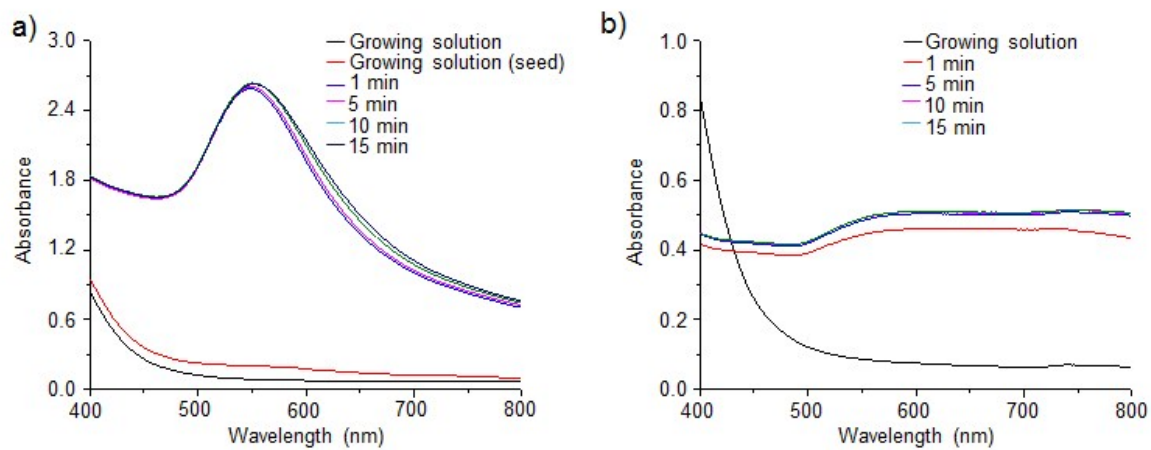 a)
3.0
2.4
1.8
1.2
0.6
0.0
Absorbance
400
500
600
700
800
Wavelength (nm)
Growing solution
Growing solution (seed)
1 min
5 min
10 min
15 min
b)
1.0
0.8
0.6
0.4
0.2
0.0
Absorbance
400
500
600
700
800
Wavelength (nm)
Growing solution
1 min
5 min
10 min
15 min